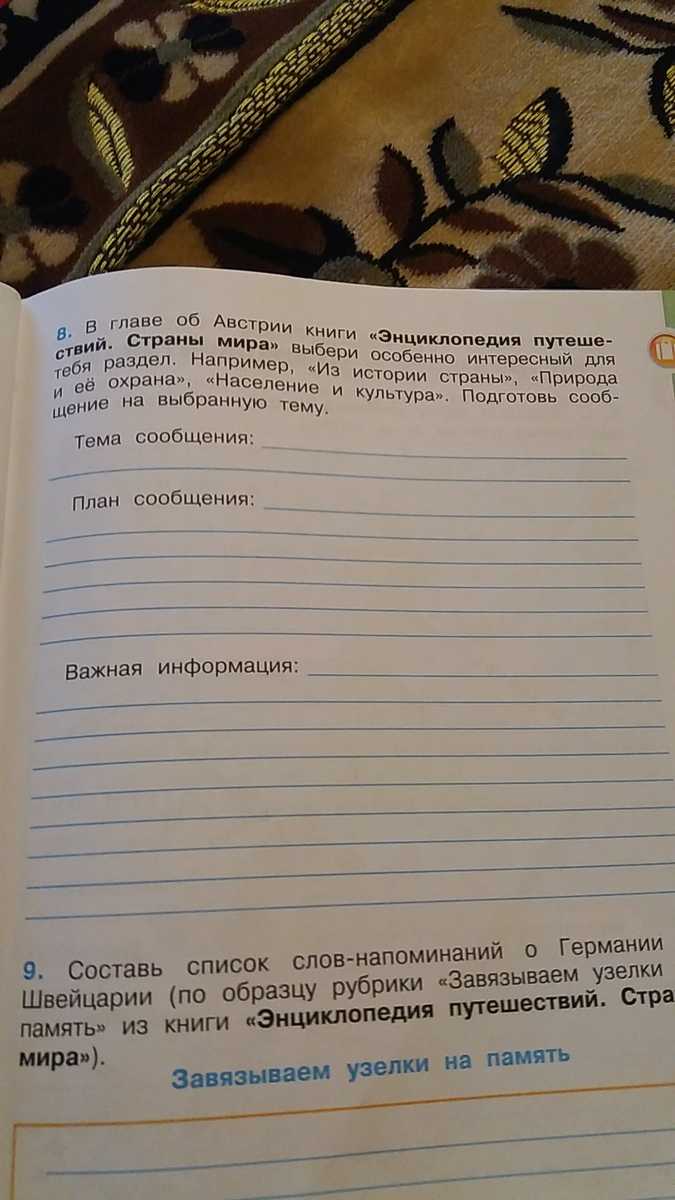 8. В главе об Австрии книги «Энциклопедия путеше-
ствий. Страны мира» выбери особенно интересный для
тебя раздел. Например, «Из истории страны», «Природа
и её охрана», «Население и культура». Подготовь сооб-
щение на выбранную тему.
Тема сообщения:
План сообщения:
Важная информация:
9. Составь список слов-напоминаний о Германии
Швейцарии (по образцу рубрики «Завязываем узелки
память» из книги «Энциклопедия путешествий. Стра
мира»).
Завязываем узелки на память